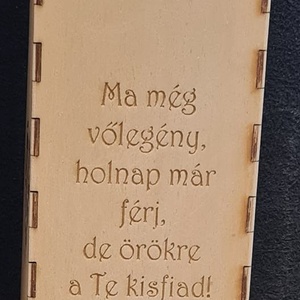 Ma még
vőlegény,
holnap már
férj,
de örökre
a Te kisfiad!